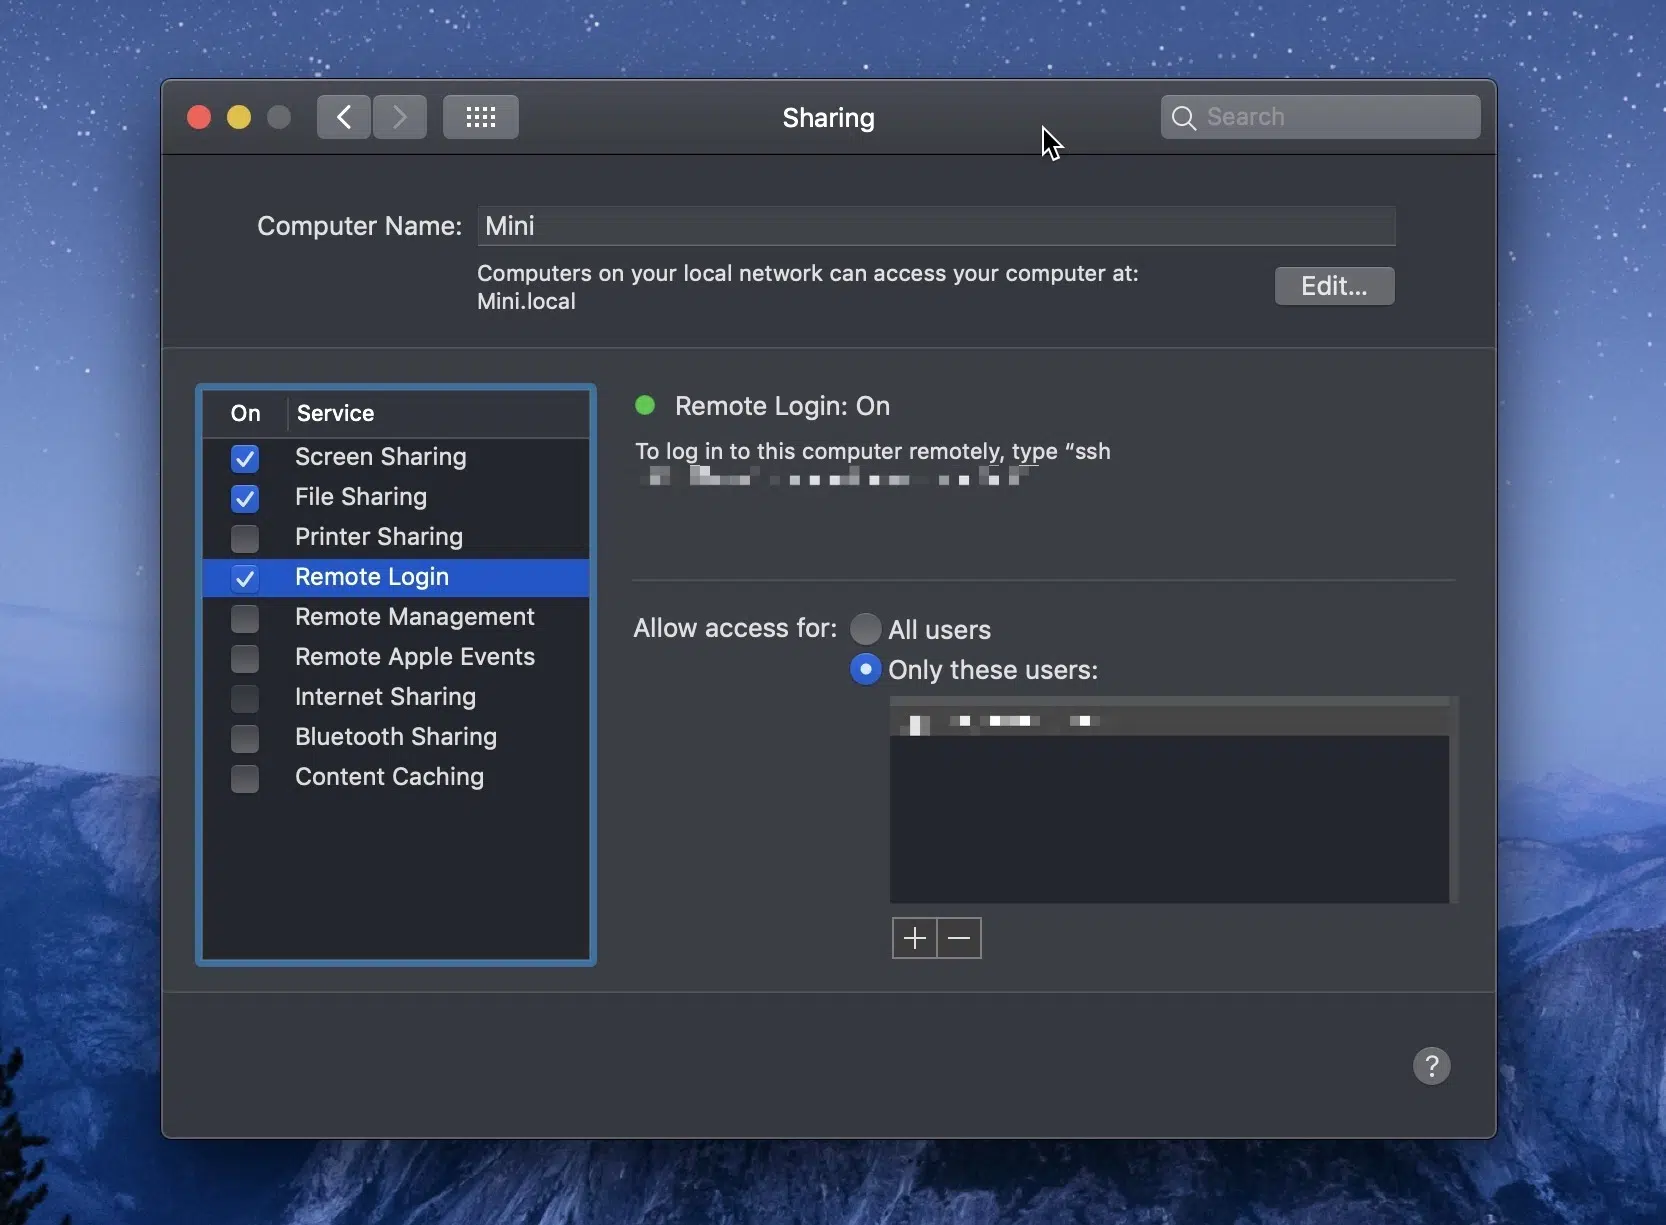 Sharing
Search
Computer Name: Mini
Computers on your local network can access your computer at:
Mini.local
Edit...
On Service
Screen Sharing
File Sharing
Printer Sharing
Remote Login
Remote Management
Remote Apple Events
Internet Sharing
Bluetooth Sharing
Content Caching
Remote Login: On
To log in to this computer remotely, type “ssh
Allow access for: All users
Only these users:
+ −
?